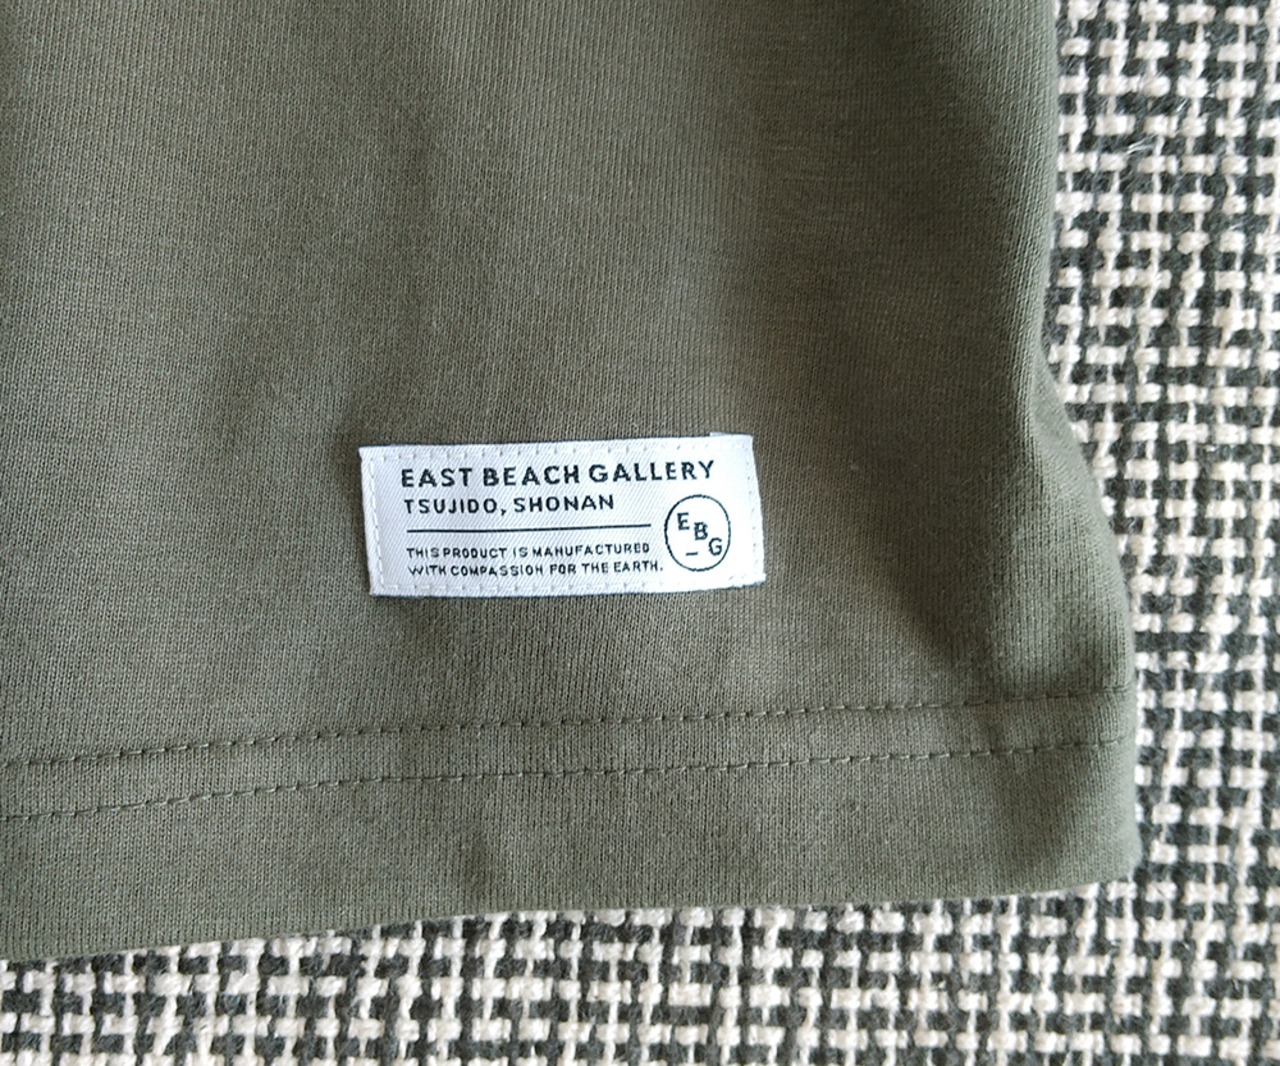 EAST BEACH GALLERY
TSUJIDO, SHONAN
THIS PRODUCT IS MANUFACTURED
WITH COMPASSION FOR THE EARTH.
E
B
– G